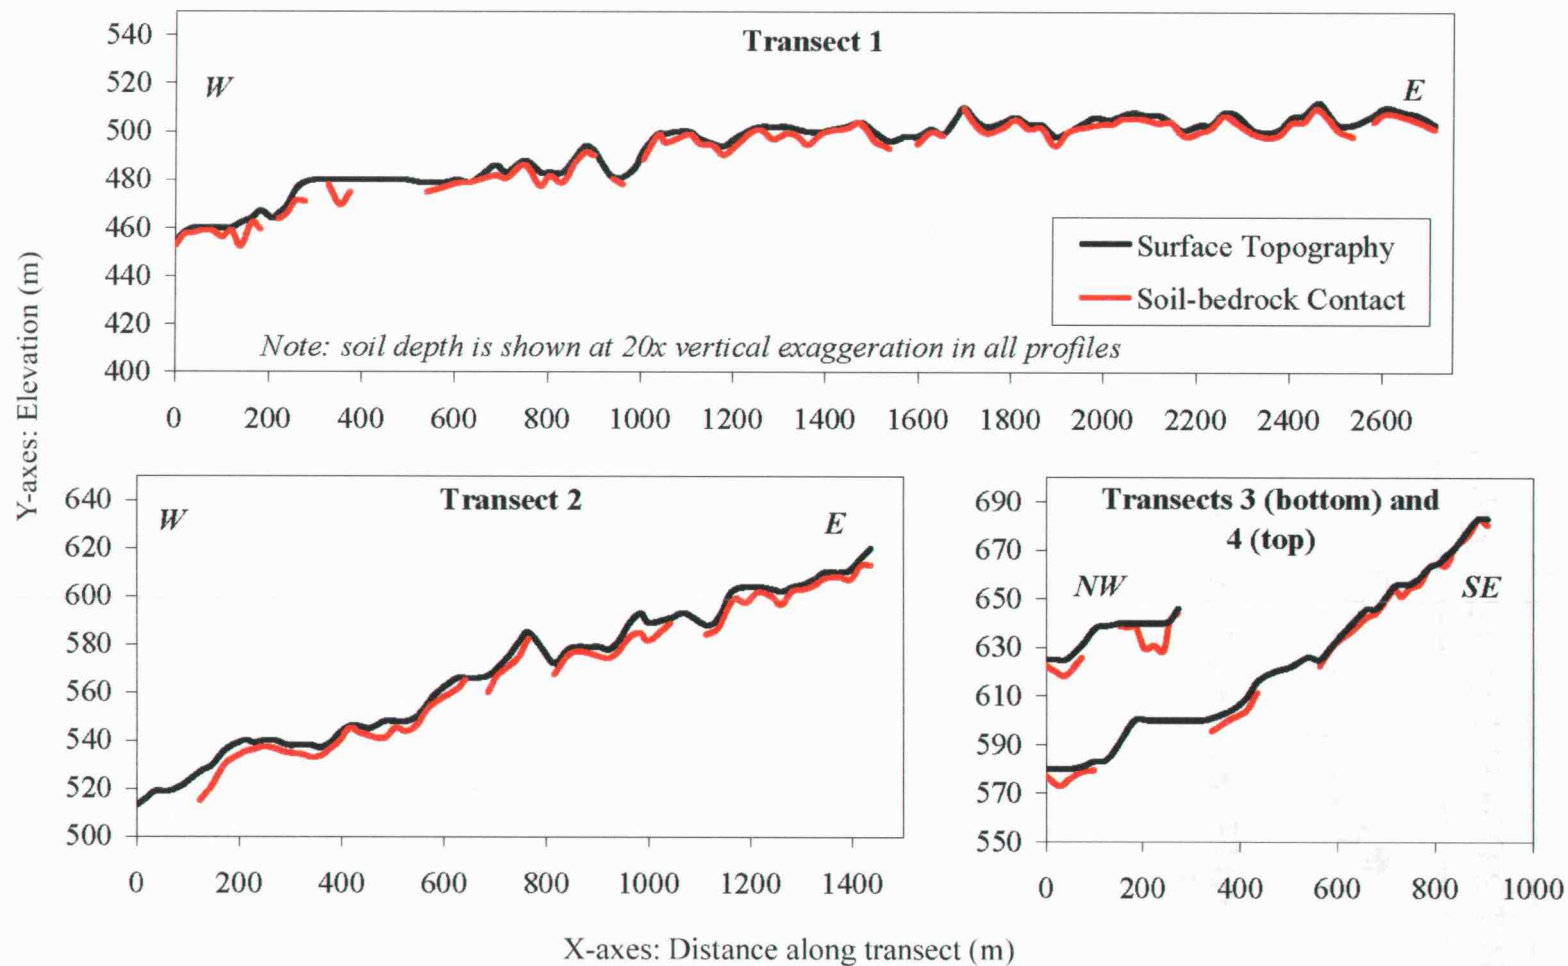 Transect 1
W
E
540
520
500
480
460
440
420
400
Surface Topography
Soil-bedrock Contact
Note: soil depth is shown at 20x vertical exaggeration in all profiles
0 200 400 600 800 1000 1200 1400 1600 1800 2000 2200 2400 2600
Y-axes: Elevation (m)
Transect 2
W
E
640
620
600
580
560
540
520
500
0 200 400 600 800 1000 1200 1400
Transects 3 (bottom) and
4 (top)
NW
SE
690
670
650
630
610
590
570
550
0 200 400 600 800 1000
X-axes: Distance along transect (m)